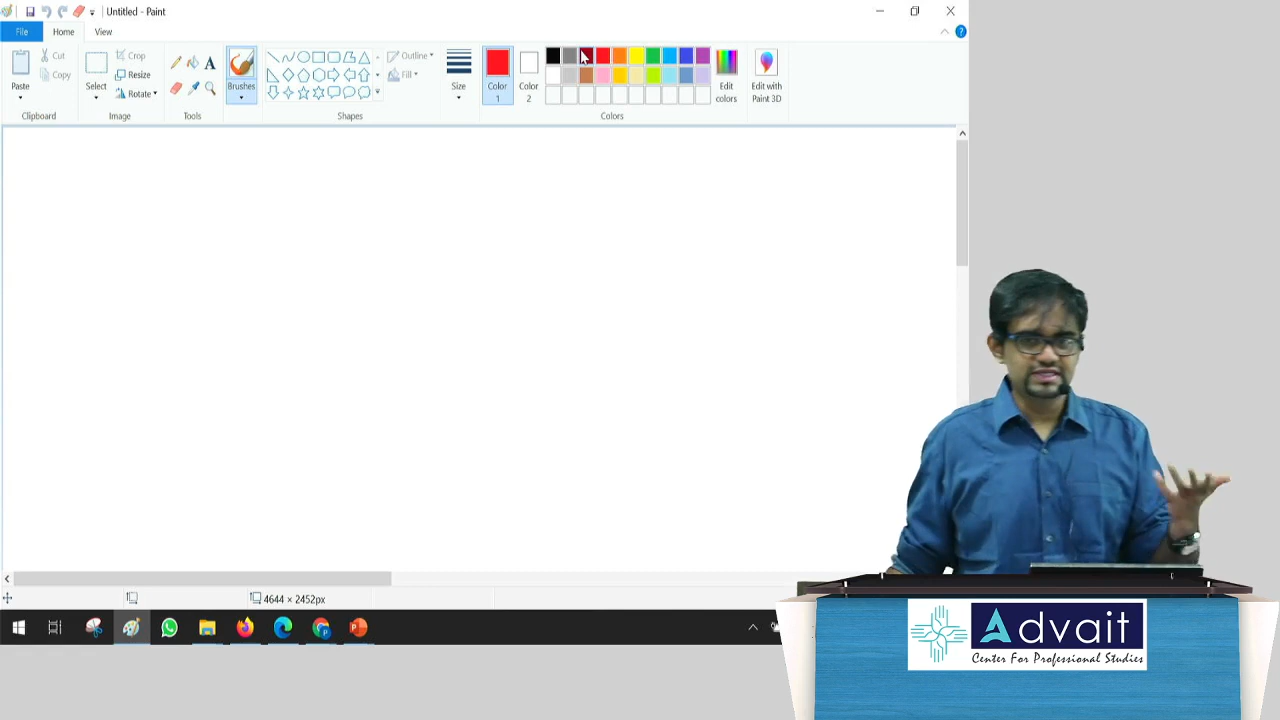 Untitled - Paint
File
Home
View
Paste
Cut
Copy
Clipboard
Select
Crop
Resize
Rotate
Image
A
Tools
Brushes
Shapes
Outline
Fill
Size
Color
1
Color
2
Colors
Edit
colors
Edit with
Paint 3D
4644 × 2452px
Advait
Center For Professional Studies